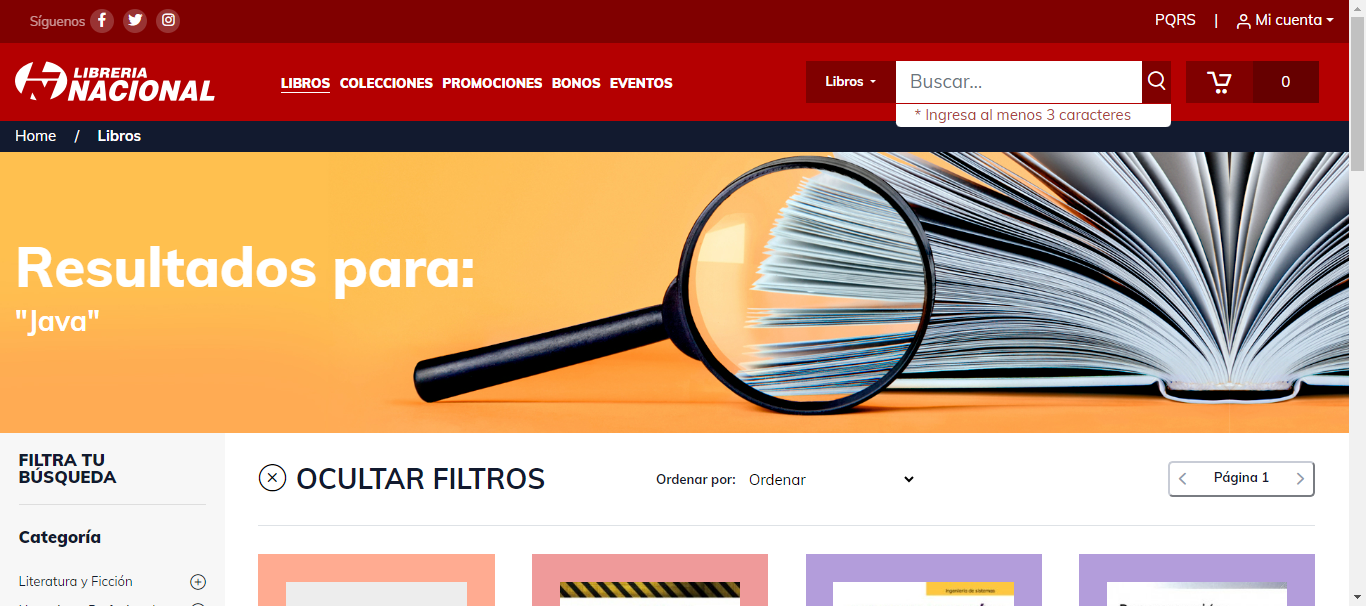 Síguenos
PQRS | Mi cuenta
LIBRERIA
NACIONAL
LIBROS COLECCIONES PROMOCIONES BONOS EVENTOS
Libros
Buscar...
0
* Ingresa al menos 3 caracteres
Home / Libros
Resultados para:
"Java"
FILTRA TU
BÚSQUEDA
OCULTAR FILTROS
Ordenar por: Ordenar
Página 1
Categoría
Literatura y Ficción
Ingeniería de sistemas